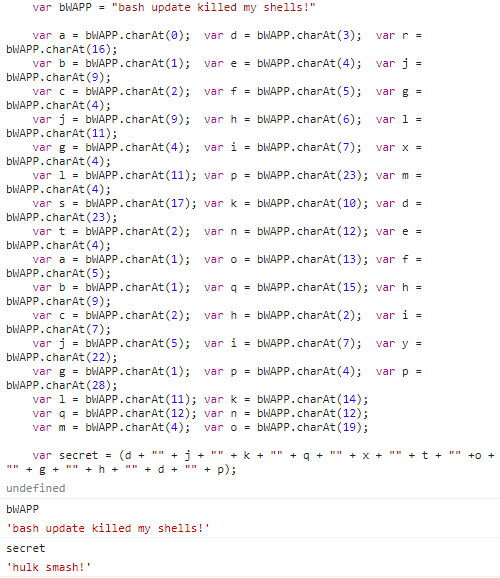 var bWAPP = "bash update killed my shells!"
var a = bWAPP.charAt(0);  var d = bWAPP.charAt(3);  var r =
bWAPP.charAt(16);
var b = bWAPP.charAt(1);  var e = bWAPP.charAt(4);  var j =
bWAPP.charAt(9);
var c = bWAPP.charAt(2);  var f = bWAPP.charAt(5);  var g =
bWAPP.charAt(4);
var j = bWAPP.charAt(9);  var h = bWAPP.charAt(6);  var l =
bWAPP.charAt(11);
var g = bWAPP.charAt(4);  var i = bWAPP.charAt(7);  var x =
bWAPP.charAt(4);
var l = bWAPP.charAt(11); var p = bWAPP.charAt(23); var m =
bWAPP.charAt(4);
var s = bWAPP.charAt(17); var k = bWAPP.charAt(10); var d =
bWAPP.charAt(23);
var t = bWAPP.charAt(2);  var n = bWAPP.charAt(12); var e =
bWAPP.charAt(4);
var a = bWAPP.charAt(1);  var o = bWAPP.charAt(13); var f =
bWAPP.charAt(5);
var b = bWAPP.charAt(1);  var q = bWAPP.charAt(15); var h =
bWAPP.charAt(9);
var c = bWAPP.charAt(2);  var h = bWAPP.charAt(2);  var i =
bWAPP.charAt(7);
var j = bWAPP.charAt(5);  var i = bWAPP.charAt(7);  var y =
bWAPP.charAt(22);
var g = bWAPP.charAt(1);  var p = bWAPP.charAt(4);  var p =
bWAPP.charAt(28);
var l = bWAPP.charAt(11); var k = bWAPP.charAt(14);
var q = bWAPP.charAt(12); var n = bWAPP.charAt(12);
var m = bWAPP.charAt(4);  var o = bWAPP.charAt(19);
var secret = (d + "" + j + "" + k + "" + q + "" + x + "" + t + "" +o +
"" + g + "" + h + "" + d + "" + p);
undefined
bWAPP
'bash update killed my shells!'
secret
'hulk smash!'